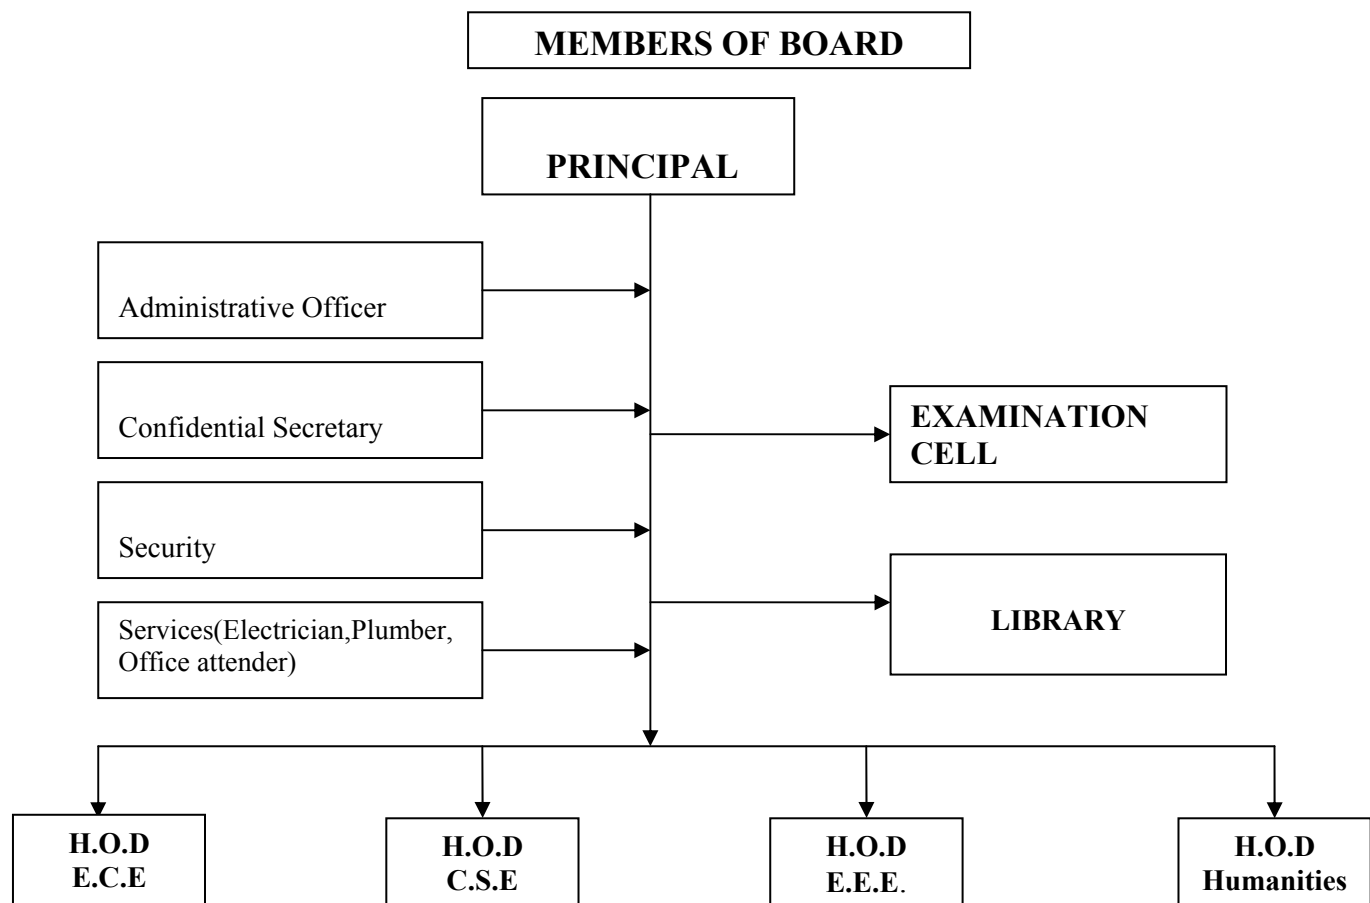 MEMBERS OF BOARD
PRINCIPAL
Administrative Officer
Confidential Secretary
EXAMINATION
CELL
Security
Services(Electrician,Plumber,
Office attender)
LIBRARY
H.O.D
E.C.E
H.O.D
C.S.E
H.O.D
E.E.E.
H.O.D
Humanities